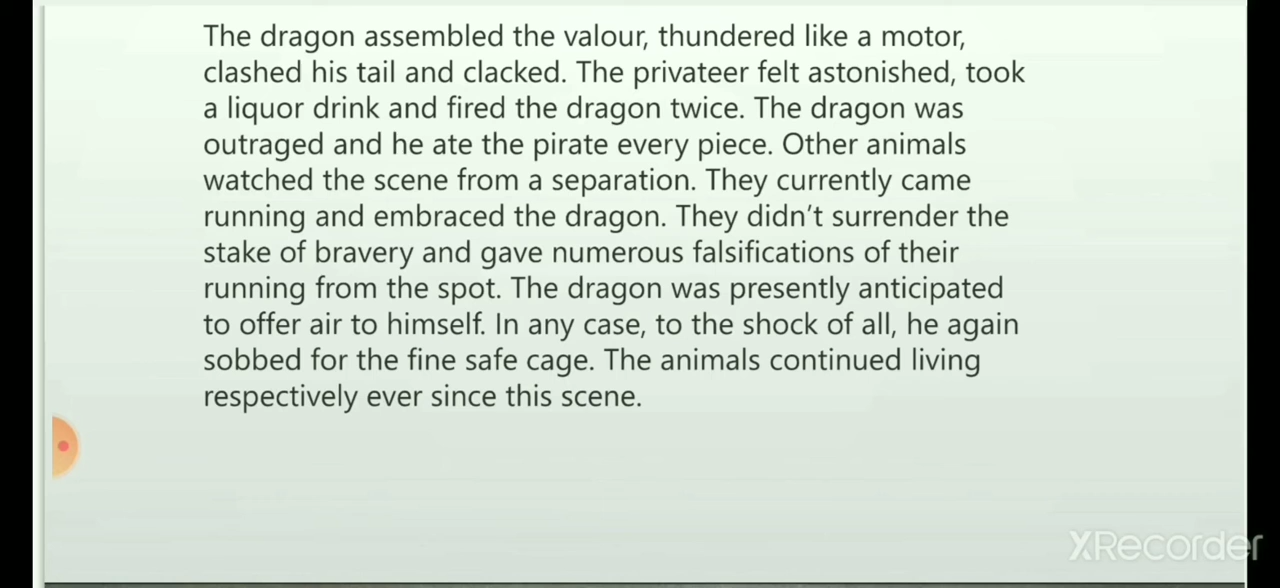 The dragon assembled the valour, thundered like a motor,
clashed his tail and clacked. The privateer felt astonished, took
a liquor drink and fired the dragon twice. The dragon was
outraged and he ate the pirate every piece. Other animals
watched the scene from a separation. They currently came
running and embraced the dragon. They didn’t surrender the
stake of bravery and gave numerous falsifications of their
running from the spot. The dragon was presently anticipated
to offer air to himself. In any case, to the shock of all, he again
sobbed for the fine safe cage. The animals continued living
respectively ever since this scene.
XRecorder